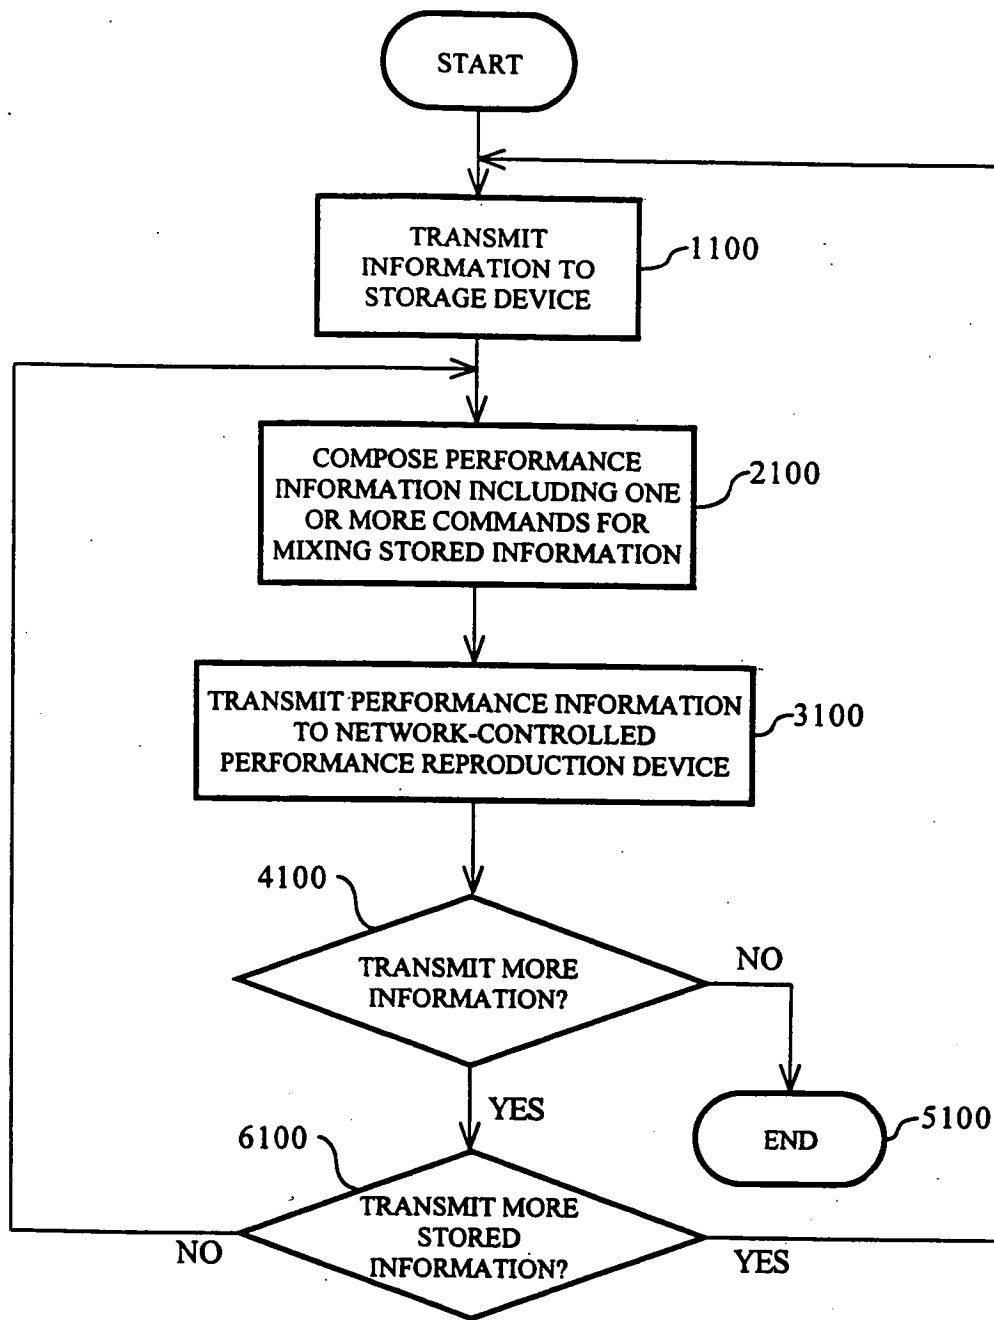 START
TRANSMIT
INFORMATION TO
STORAGE DEVICE
1100
COMPOSE PERFORMANCE
INFORMATION INCLUDING ONE
OR MORE COMMANDS FOR
MIXING STORED INFORMATION
2100
TRANSMIT PERFORMANCE INFORMATION
TO NETWORK-CONTROLLED
PERFORMANCE REPRODUCTION DEVICE
3100
4100
TRANSMIT MORE
INFORMATION?
NO
YES
END
5100
6100
TRANSMIT MORE
STORED
INFORMATION?
NO
YES